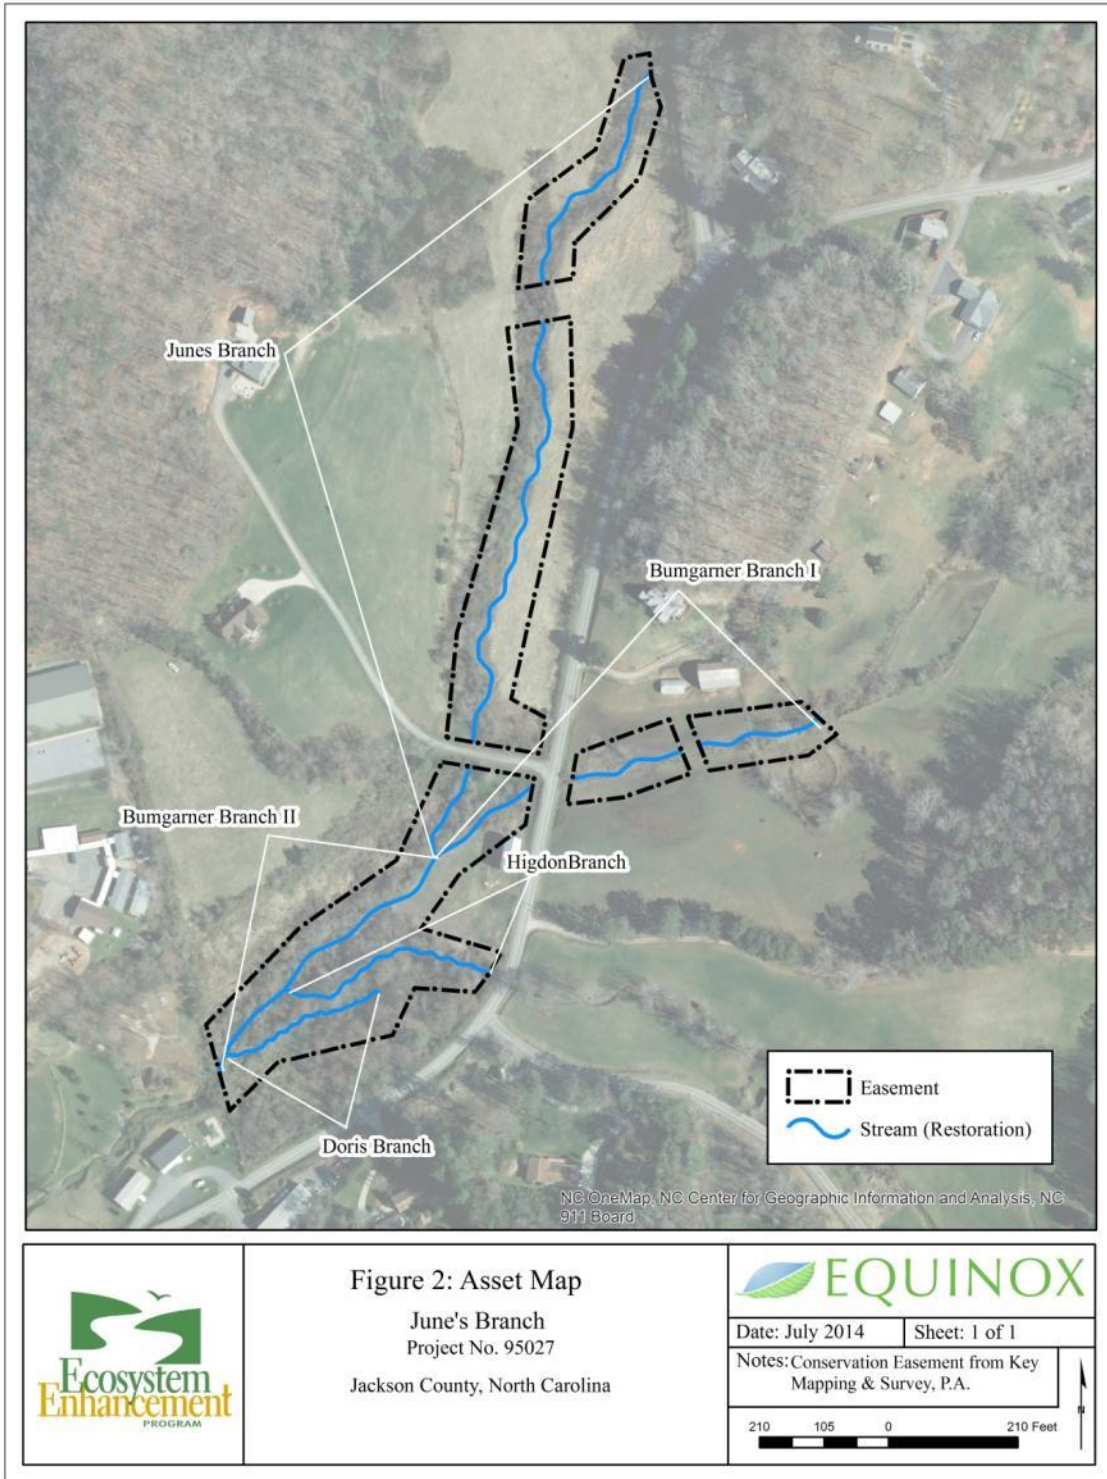 Junes Branch
Bumgarner Branch I
Bumgarner Branch II
HigdonBranch
Doris Branch
Easement
Stream (Restoration)
NC OneMap, NC Center for Geographic Information and Analysis, NC
911 Board
Ecosystem
Enhancement
PROGRAM
Figure 2: Asset Map
June's Branch
Project No. 95027
Jackson County, North Carolina
EQUINOX
Date: July 2014
Sheet: 1 of 1
Notes: Conservation Easement from Key
Mapping & Survey, P.A.
N
210 105 0 210 Feet